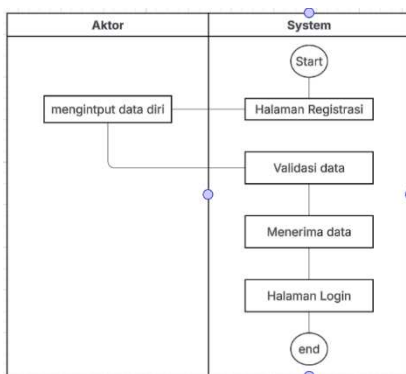 Aktor
System
Start
mengintput data diri
Halaman Registrasi
Validasi data
Menerima data
Halaman Login
end